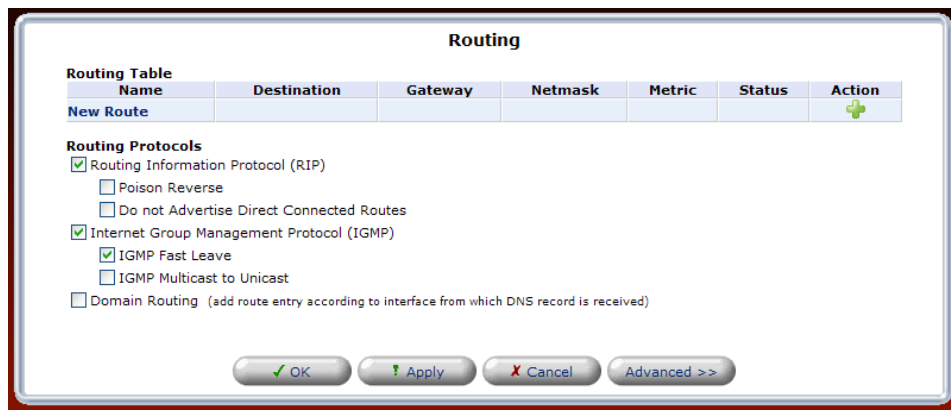 Routing
Routing Table
Name Destination Gateway Netmask Metric Status Action
New Route
Routing Protocols
Routing Information Protocol (RIP)
Poison Reverse
Do not Advertise Direct Connected Routes
Internet Group Management Protocol (IGMP)
IGMP Fast Leave
IGMP Multicast to Unicast
Domain Routing (add route entry according to interface from which DNS record is received)
OK Apply Cancel Advanced >>